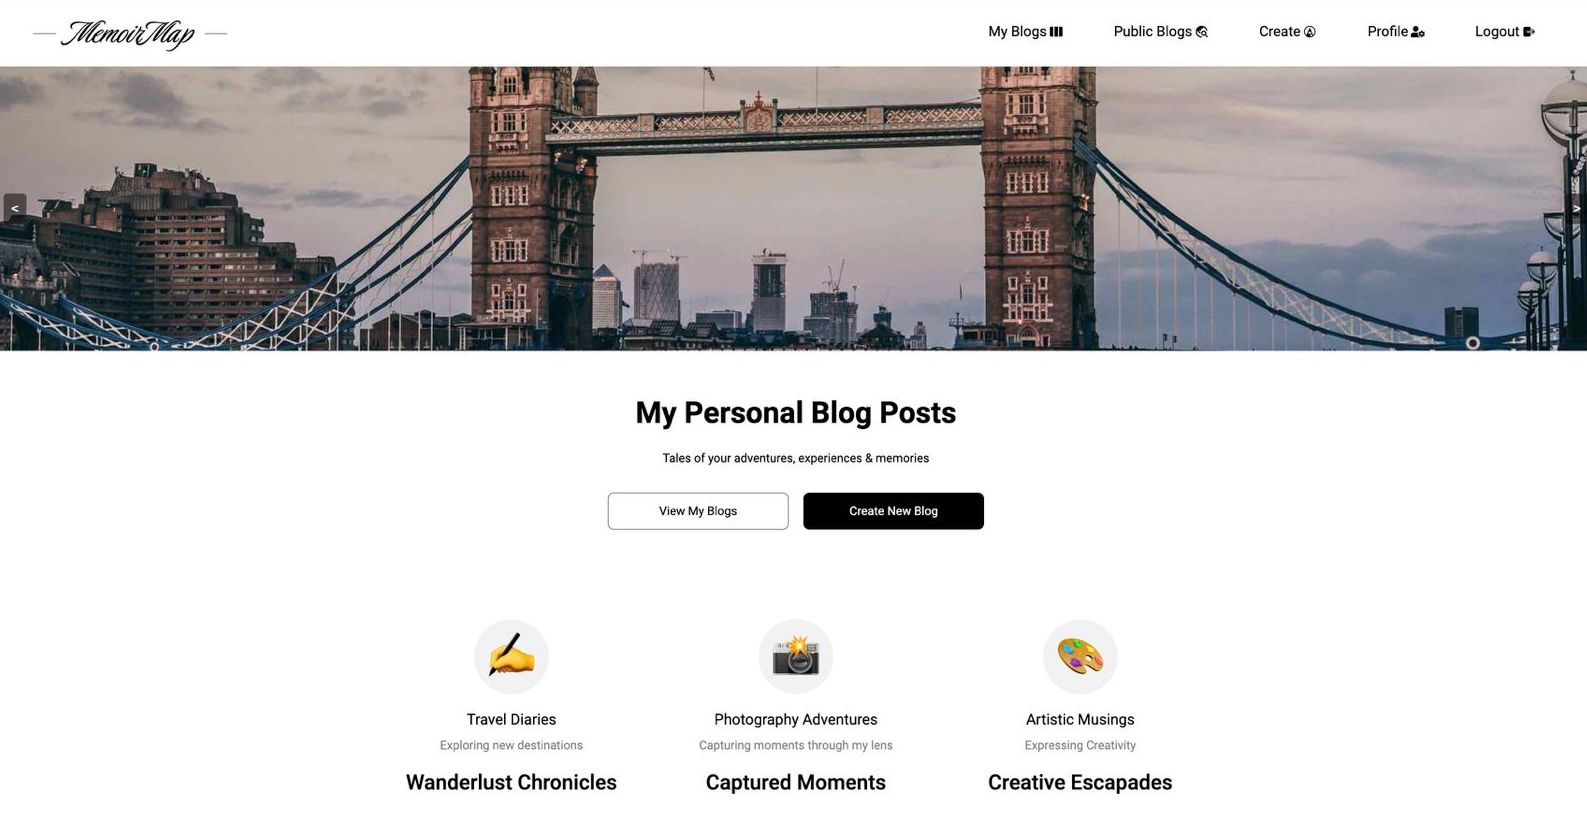 MemoirMap
My Blogs
Public Blogs
Create
Profile
Logout
<
>
My Personal Blog Posts
Tales of your adventures, experiences & memories
View My Blogs
Create New Blog
Travel Diaries
Photography Adventures
Artistic Musings
Exploring new destinations
Capturing moments through my lens
Expressing Creativity
Wanderlust Chronicles
Captured Moments
Creative Escapades